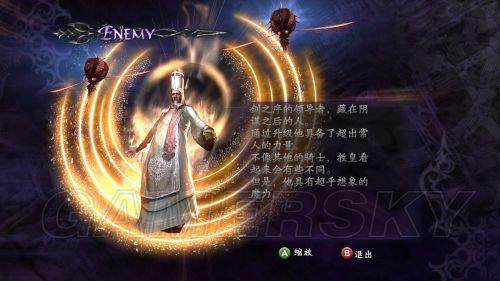 ENEMY
剑之序的领导者，藏在阴
谋之后的人。
通过升级他具备了超出常
人的力量。
不像其他的骑士，教皇看
起来会有些不同。
但是，他具有超乎想象的
魔力。
GAMERSKY
A 缩放 B 退出